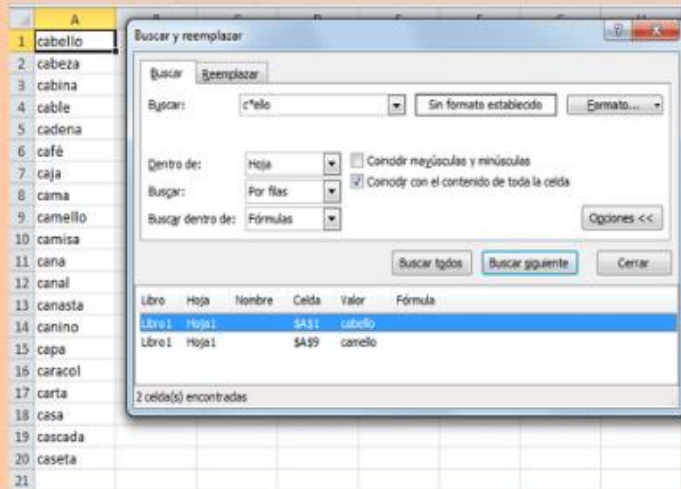 A
1 cabello
2 cabeza
3 cabina
4 cable
5 cadena
6 café
7 caja
8 cama
9 camello
10 camisa
11 cana
12 canal
13 canasta
14 canino
15 capa
16 caracol
17 carta
18 casa
19 cascada
20 caseta
21
Buscar y reemplazar
Buscar Reemplazar
Buscar: c*ello Sin formato establecido Formato...
Dentro de: Hoja Coincidir mayúsculas y minúsculas
Buscar: Por filas Coincidir con el contenido de toda la celda
Buscar dentro de: Fórmulas Opciones <<
Buscar todos Buscar siguiente Cerrar
Libro Hoja Nombre Celda Valor Fórmula
Libro1 Hoja1 $A$1 cabello
Libro1 Hoja1 $A$9 camello
2 celda(s) encontradas